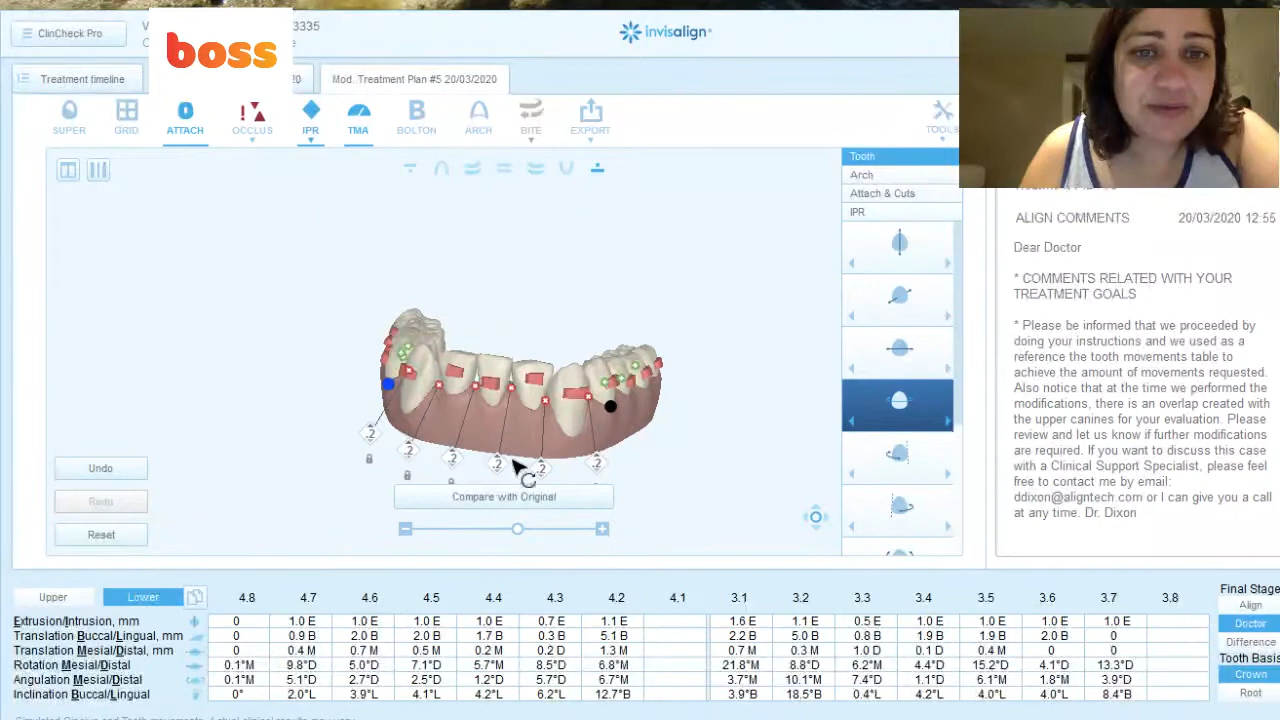 ClinCheck Pro
V
3335
boss
invisalign
Treatment timeline
20
Mod. Treatment Plan #5 20/03/2020
SUPER
GRID
ATTACH
OCCLUS
IPR
TMA
B
BOLTON
ARCH
BITE
EXPORT
TOOLS
Tooth
Arch
Attach & Cuts
IPR
ALIGN COMMENTS 20/03/2020 12:55
Dear Doctor
* COMMENTS RELATED WITH YOUR
TREATMENT GOALS
* Please be informed that we proceeded by
doing your instructions and we used as a
reference the tooth movements table to
achieve the amount of movements requested.
Also notice that at the time we performed the
modifications, there is an overlap created with
the upper canines for your evaluation. Please
review and let us know if further modifications
are required. If you want to discuss this case
with a Clinical Support Specialist, please feel
free to contact me by email:
ddixon@aligntech.com or I can give you a call
at any time. Dr. Dixon
.2 .2 .2 .2 .2 .2
Undo
Redo
Reset
Compare with Original
Upper Lower 4.8 4.7 4.6 4.5 4.4 4.3 4.2 4.1 3.1 3.2 3.3 3.4 3.5 3.6 3.7 3.8
Extrusion/Intrusion, mm 0 1.0 E 1.0 E 1.0 E 1.0 E 0.7 E 1.1 E 1.6 E 1.1 E 0.5 E 1.0 E 1.0 E 1.0 E 1.0 E
Translation Buccal/Lingual, mm 0 0.9 B 2.0 B 2.0 B 1.7 B 0.8 B 5.1 B 2.2 B 5.0 B 0.8 B 1.9 B 1.9 B 2.0 B 0
Translation Mesial/Distal, mm 0 0.4 M 0.7 M 0.5 M 0.2 M 0.2 D 1.3 M 0.7 M 0.3 M 1.0 D 0.1 D 0.4 M 0 0
Rotation Mesial/Distal 0.1°M 9.8°D 5.0°D 7.1°D 5.7°M 8.5°D 6.8°M 21.8°M 8.8°D 6.2°M 4.4°D 15.2°D 4.1°D 13.3°D
Angulation Mesial/Distal 0.1°M 5.1°D 2.7°D 2.5°D 1.2°D 5.7°D 6.7°M 3.7°M 10.1°M 7.4°D 1.1°D 6.1°D 1.8°D 3.9°D
Inclination Buccal/Lingual 0° 2.0°L 3.9°L 4.1°L 4.2°L 6.2°L 12.7°B 3.9°B 18.5°B 0.4°L 4.2°L 4.0°L 4.0°L 8.4°B
Final Stage
Align
Doctor
Difference
Tooth Basis
Crown
Root
Simulated Gingiva and Tooth movements. Actual clinical results may vary.